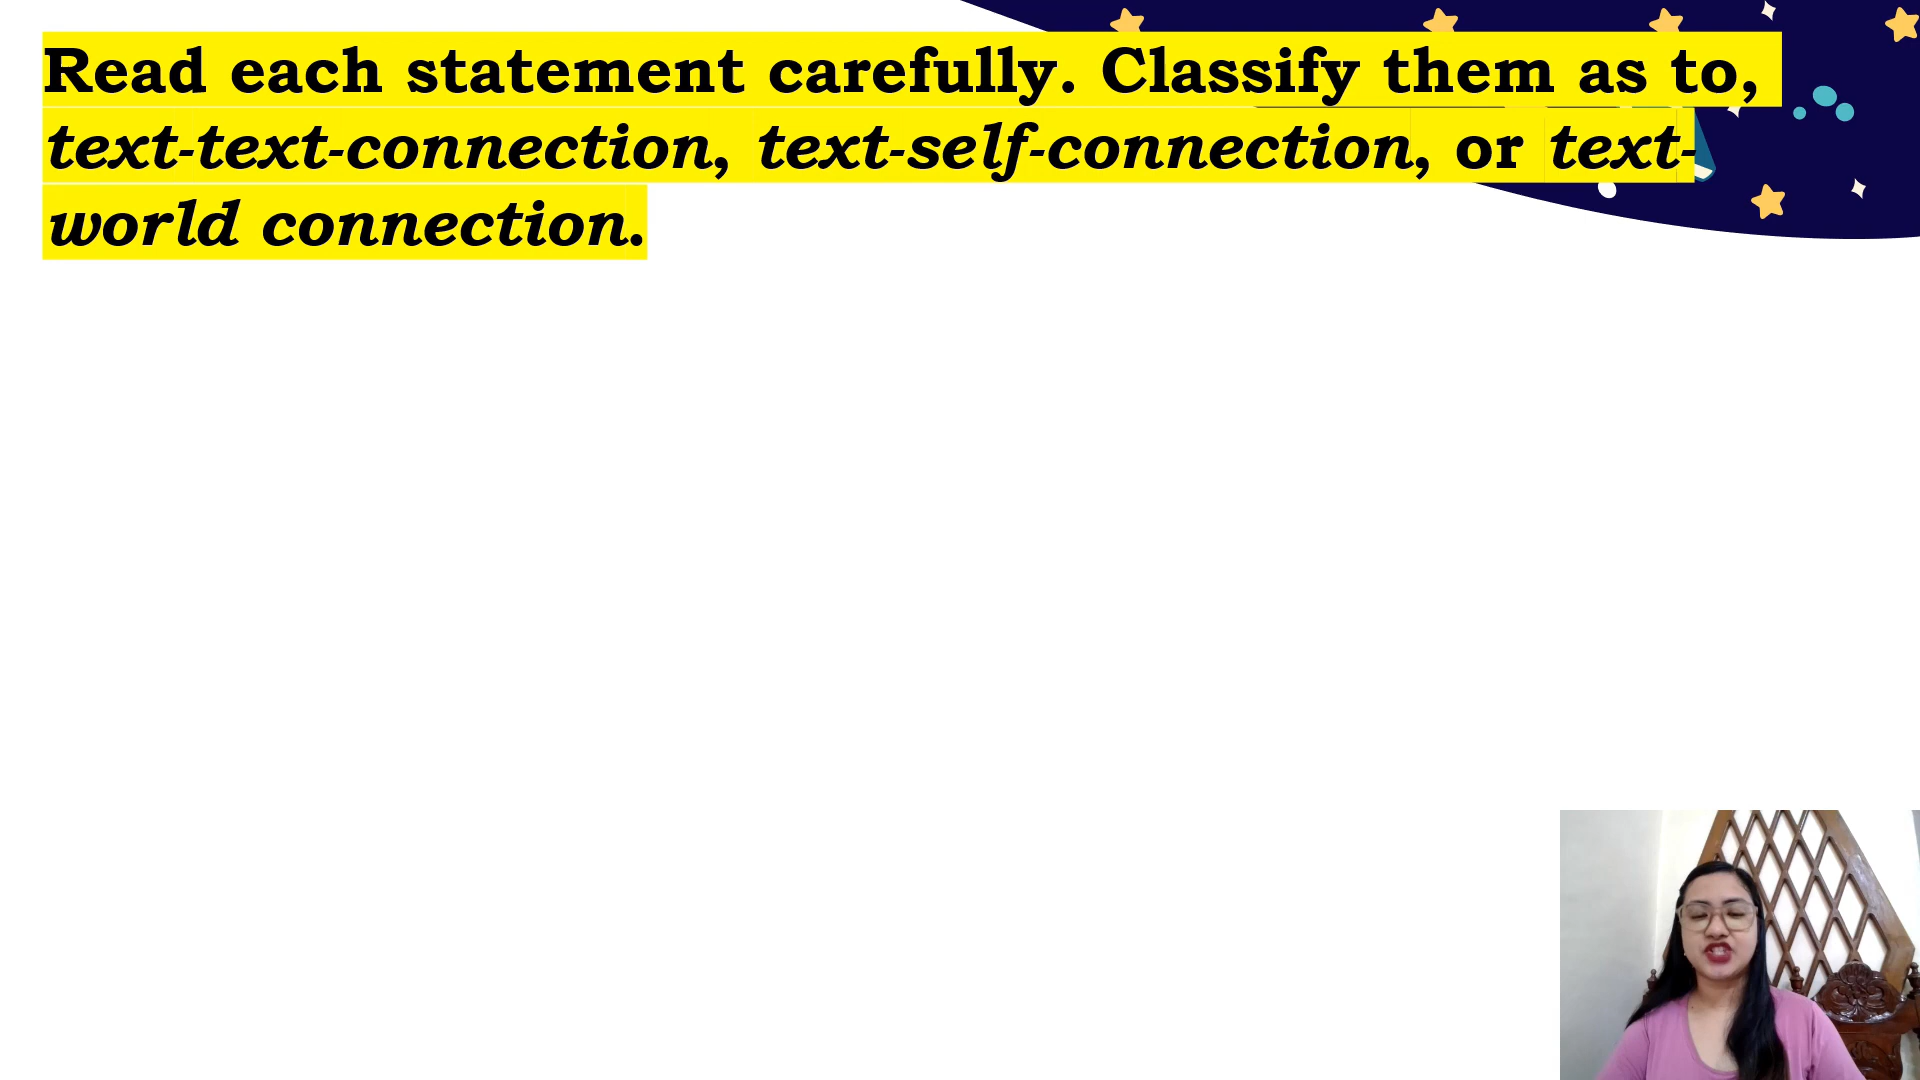 Read each statement carefully. Classify them as to,
text-text-connection, text-self-connection, or text-
world connection.